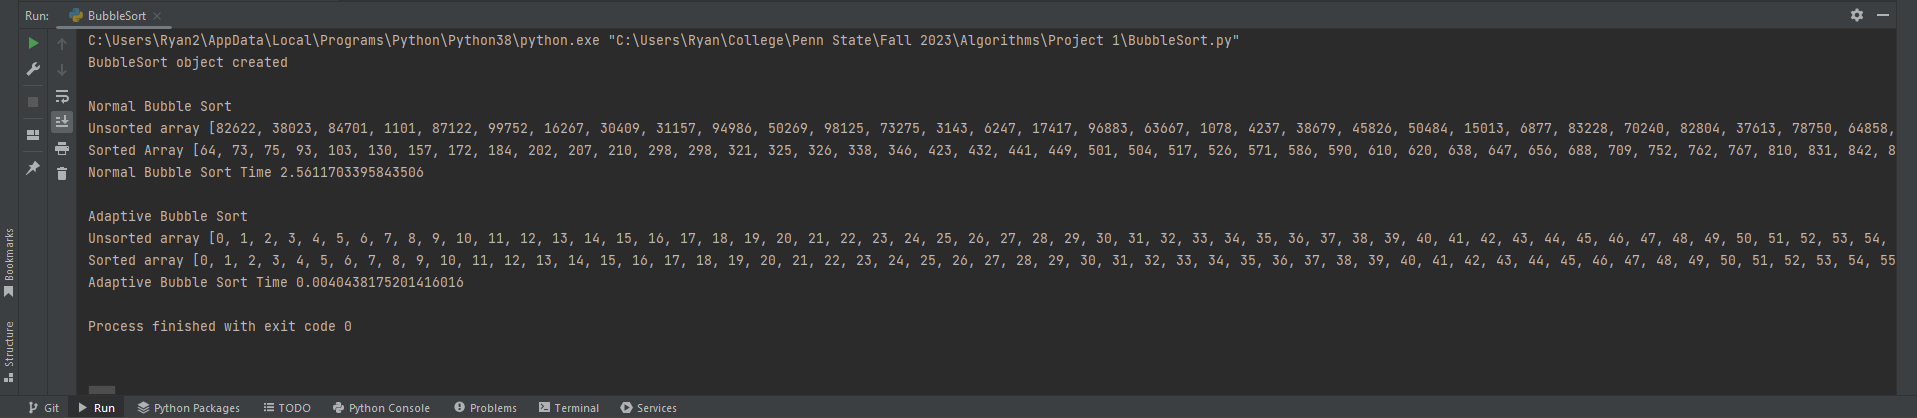 Run: BubbleSort
C:\Users\Ryan2\AppData\Local\Programs\Python\Python38\python.exe "C:\Users\Ryan\College\Penn State\Fall 2023\Algorithms\Project 1\BubbleSort.py"
BubbleSort object created
Normal Bubble Sort
Unsorted array [82622, 38023, 84701, 1101, 87122, 99752, 16267, 30409, 31157, 94986, 50269, 98125, 73275, 3143, 6247, 17417, 96883, 63667, 1078, 4237, 38679, 45826, 50484, 15013, 6877, 83228, 70240, 82804, 37613, 78750, 64858,
Sorted Array [64, 73, 75, 93, 103, 130, 157, 172, 184, 202, 207, 210, 298, 298, 321, 325, 326, 338, 346, 423, 432, 441, 449, 501, 504, 517, 526, 571, 586, 590, 610, 620, 638, 647, 656, 688, 709, 752, 762, 767, 810, 831, 842, 8
Normal Bubble Sort Time 2.5611703395843506
Adaptive Bubble Sort
Unsorted array [0, 1, 2, 3, 4, 5, 6, 7, 8, 9, 10, 11, 12, 13, 14, 15, 16, 17, 18, 19, 20, 21, 22, 23, 24, 25, 26, 27, 28, 29, 30, 31, 32, 33, 34, 35, 36, 37, 38, 39, 40, 41, 42, 43, 44, 45, 46, 47, 48, 49, 50, 51, 52, 53, 54,
Sorted array [0, 1, 2, 3, 4, 5, 6, 7, 8, 9, 10, 11, 12, 13, 14, 15, 16, 17, 18, 19, 20, 21, 22, 23, 24, 25, 26, 27, 28, 29, 30, 31, 32, 33, 34, 35, 36, 37, 38, 39, 40, 41, 42, 43, 44, 45, 46, 47, 48, 49, 50, 51, 52, 53, 54, 55
Adaptive Bubble Sort Time 0.0040438175201416016
Process finished with exit code 0
Bookmarks
Structure
Git Run Python Packages TODO Python Console Problems Terminal Services